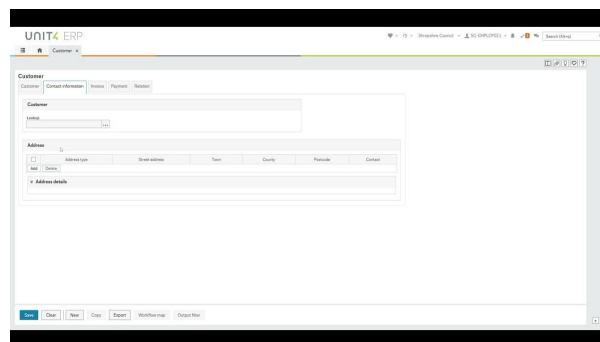 UNIT4 ERP
Shropshire Council
Search (Alt+q)
Customer x
Customer
Customer Contact information Invoice Payment Relation
Customer
Lookup
Address
Address type Street address Town County Postcode Contact
Add Delete
Address details
Save Clear New Copy Export Workflow map Output filter